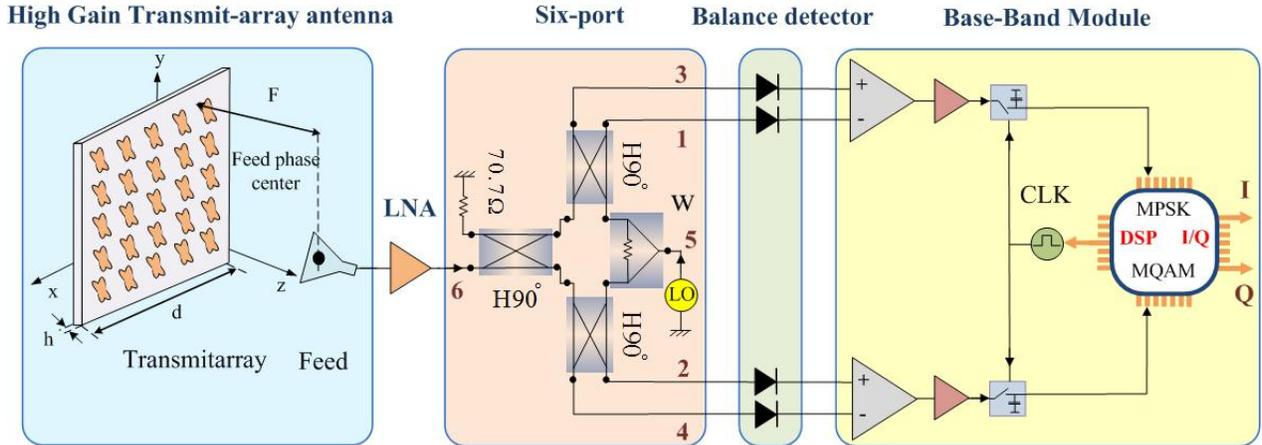 High Gain Transmit-array antenna
Six-port
Balance detector
Base-Band Module
y
F
Feed phase
center
x
z
h
d
Transmitarray
Feed
LNA
70.7Ω
6
H90°
H90°
H90°
3
1
W
5
LO
2
4
+
-
+
-
CLK
MPSK
DSP I/Q
MQAM
I
Q